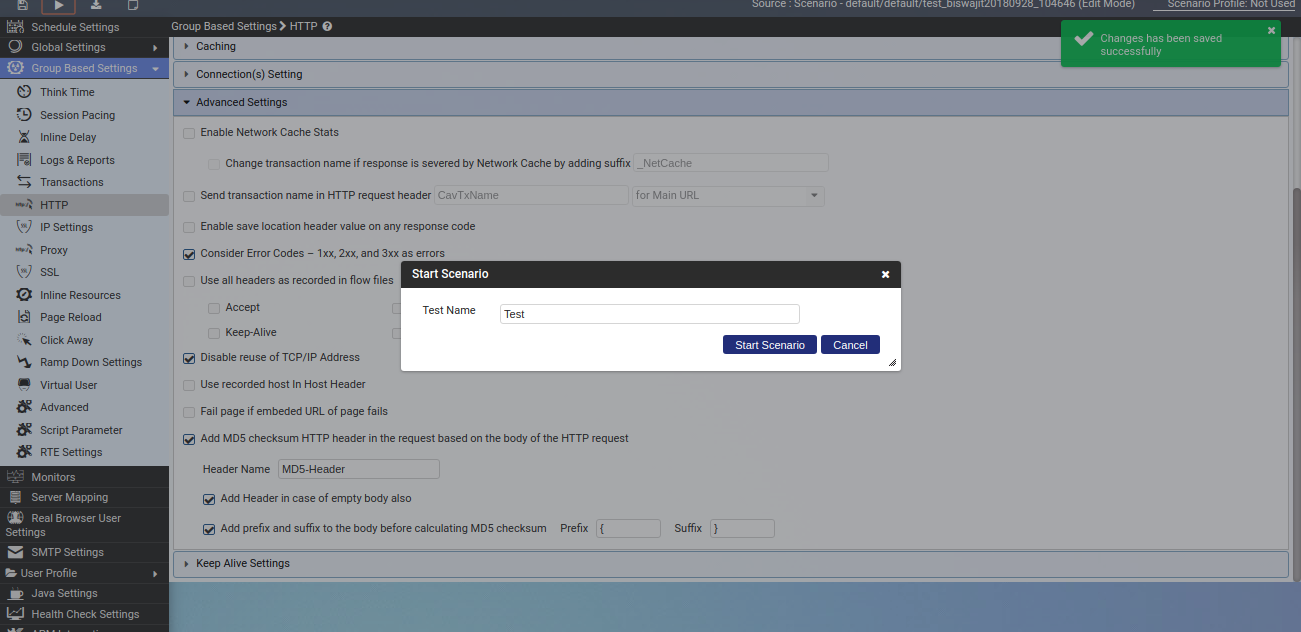 Source : Scenario - default/default/test_biswajit20180928_104646 (Edit Mode)
Scenario Profile: Not Used
Schedule Settings
Global Settings
Group Based Settings
Think Time
Session Pacing
Inline Delay
Logs & Reports
Transactions
HTTP
IP Settings
Proxy
SSL
Inline Resources
Page Reload
Click Away
Ramp Down Settings
Virtual User
Advanced
Script Parameter
RTE Settings
Monitors
Server Mapping
Real Browser User
Settings
SMTP Settings
User Profile
Java Settings
Health Check Settings
Group Based Settings > HTTP
Changes has been saved
successfully
Caching
Connection(s) Setting
Advanced Settings
Enable Network Cache Stats
Change transaction name if response is severed by Network Cache by adding suffix _NetCache
Send transaction name in HTTP request header CavTxName for Main URL
Enable save location header value on any response code
Consider Error Codes – 1xx, 2xx, and 3xx as errors
Use all headers as recorded in flow files
Accept
Keep-Alive
Start Scenario
Test Name Test
Start Scenario Cancel
Disable reuse of TCP/IP Address
Use recorded host In Host Header
Fail page if embeded URL of page fails
Add MD5 checksum HTTP header in the request based on the body of the HTTP request
Header Name MD5-Header
Add Header in case of empty body also
Add prefix and suffix to the body before calculating MD5 checksum Prefix { Suffix }
Keep Alive Settings